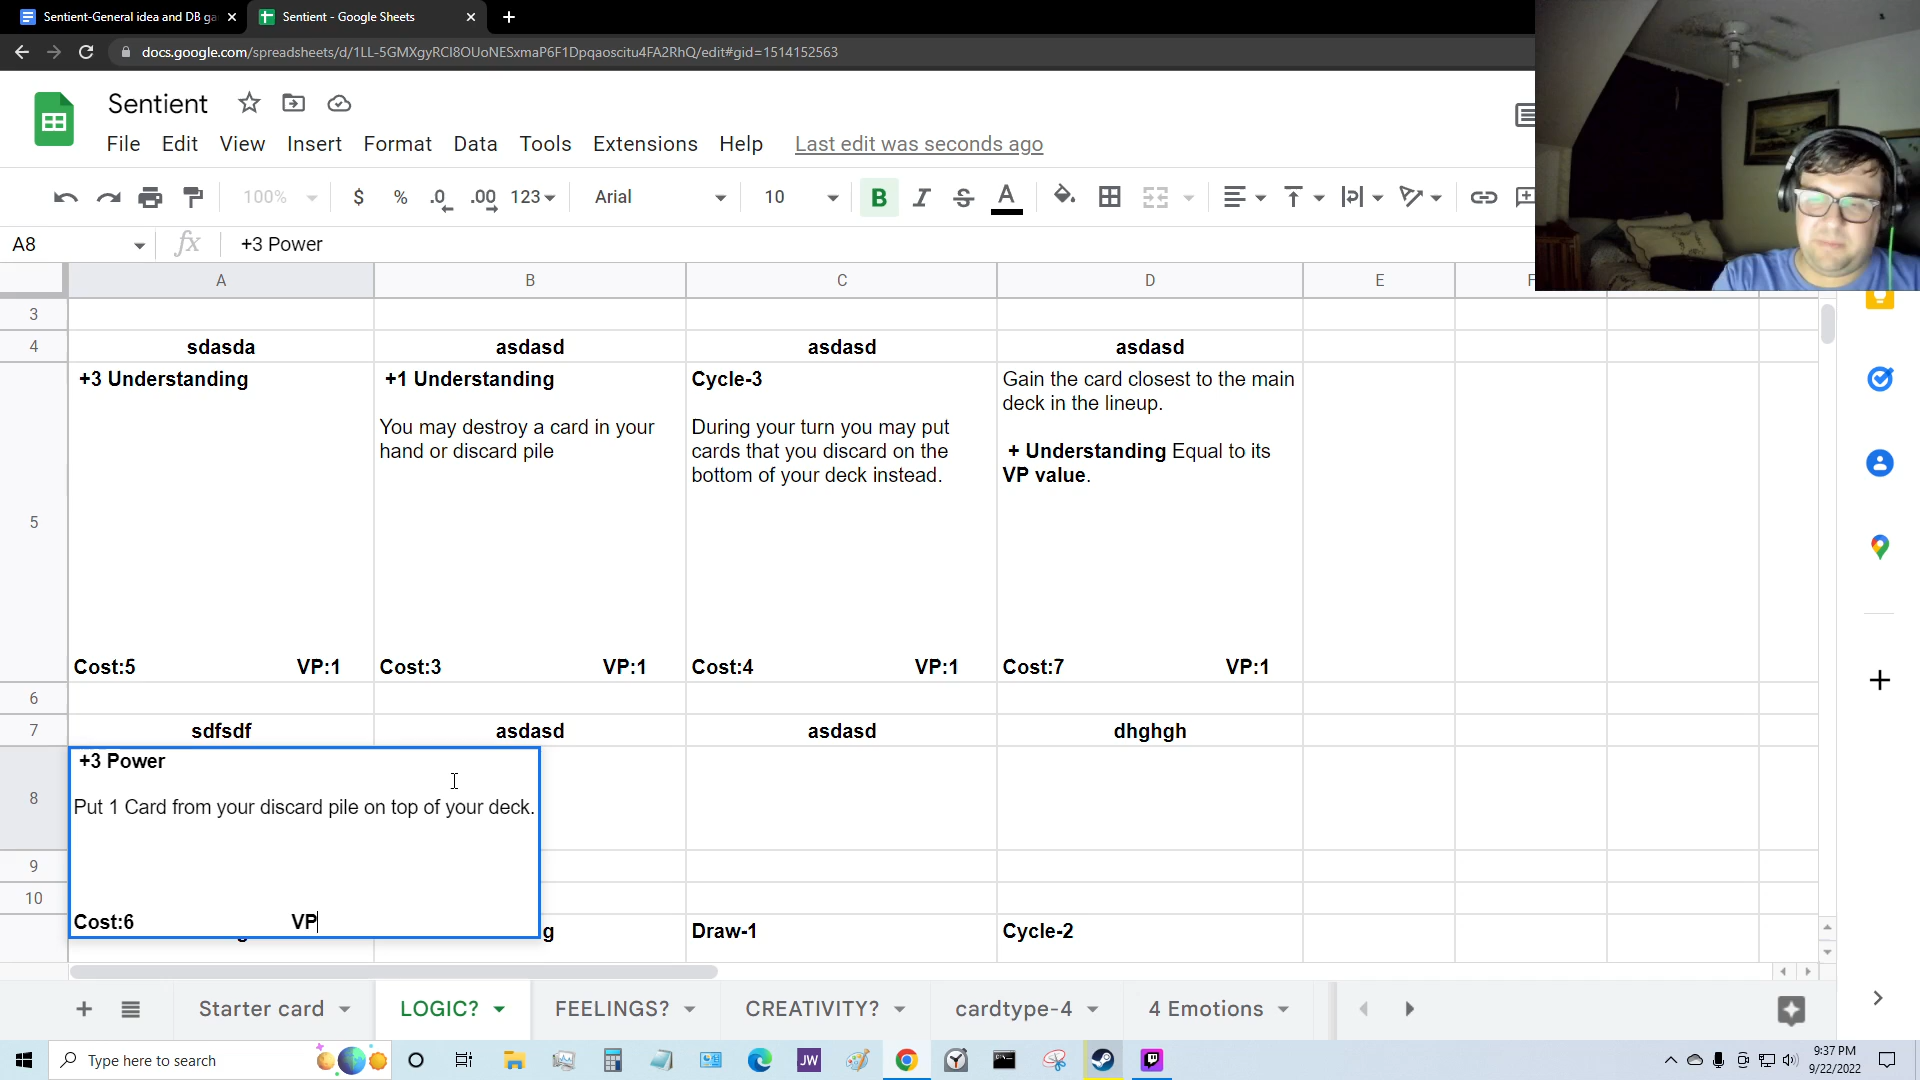 Sentient-General idea and DB ga
Sentient - Google Sheets
docs.google.com/spreadsheets/d/1LL-5GMXgyRCI8OUoNESxmaP6F1Dpqaoscitu4FA2RhQ/edit#gid=1514152563
Sentient
File Edit View Insert Format Data Tools Extensions Help Last edit was seconds ago
100% $ % .0 .00 123 Arial 10 B I S A
A8 fx +3 Power
A B C D E F
3
4 sdasda asdasd asdasd asdasd
+3 Understanding +1 Understanding Cycle-3 Gain the card closest to the main
deck in the lineup.
You may destroy a card in your During your turn you may put
hand or discard pile cards that you discard on the + Understanding Equal to its
bottom of your deck instead. VP value.
5
Cost:5 VP:1 Cost:3 VP:1 Cost:4 VP:1 Cost:7 VP:1
6
7 sdfsdf asdasd asdasd dhghgh
+3 Power
8
Put 1 Card from your discard pile on top of your deck.
9
10
Cost:6 VP
g Draw-1 Cycle-2
Starter card LOGIC? FEELINGS? CREATIVITY? cardtype-4 4 Emotions
Type here to search
JW
9:37 PM
9/22/2022